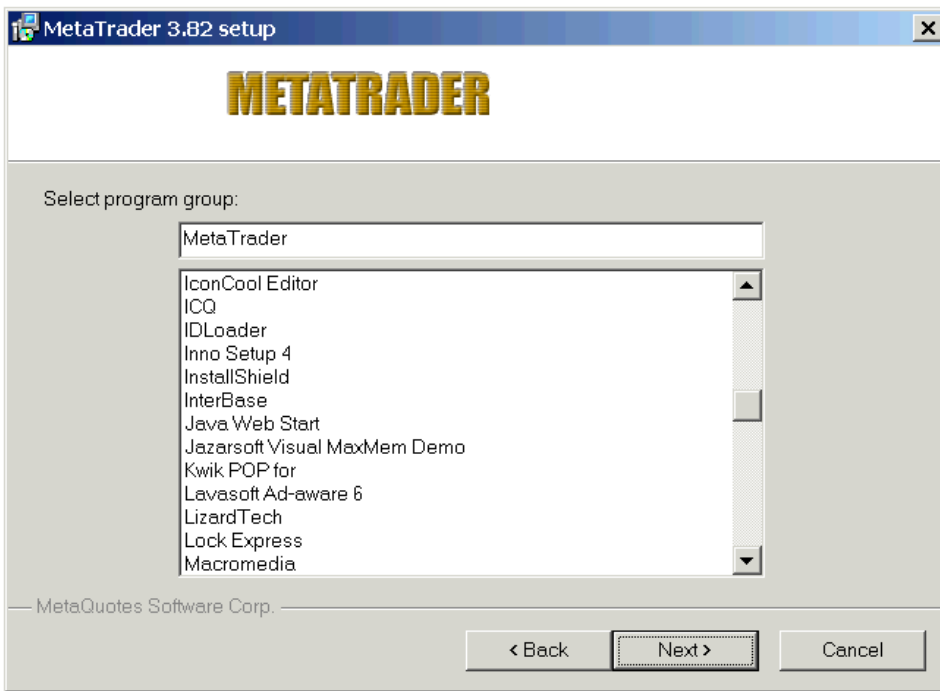 MetaTrader 3.82 setup
METATRADER
Select program group:
MetaTrader
IconCool Editor
ICQ
IDLoader
Inno Setup 4
InstallShield
InterBase
Java Web Start
Jazarsoft Visual MaxMem Demo
Kwik POP for
Lavasoft Ad-aware 6
LizardTech
Lock Express
Macromedia
MetaQuotes Software Corp.
< Back Next > Cancel